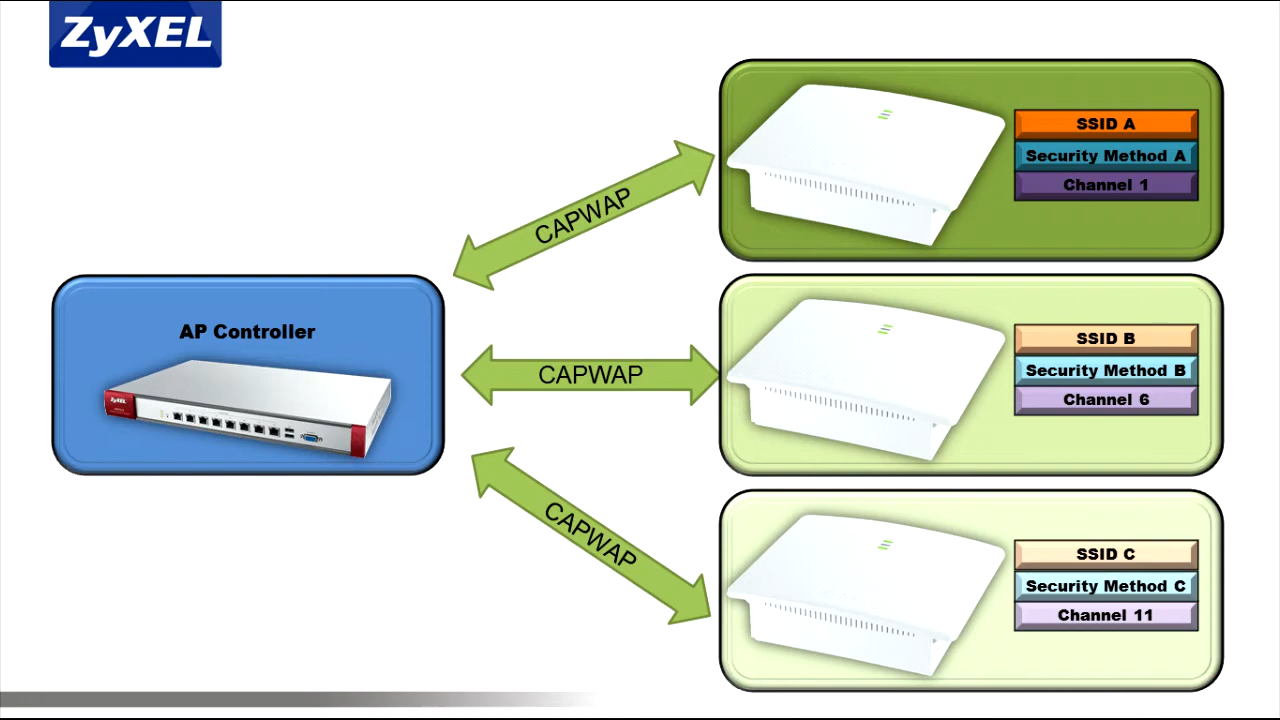 ZyXEL
SSID A
Security Method A
Channel 1
CAPWAP
AP Controller
ZyXEL
CAPWAP
SSID B
Security Method B
Channel 6
CAPWAP
SSID C
Security Method C
Channel 11